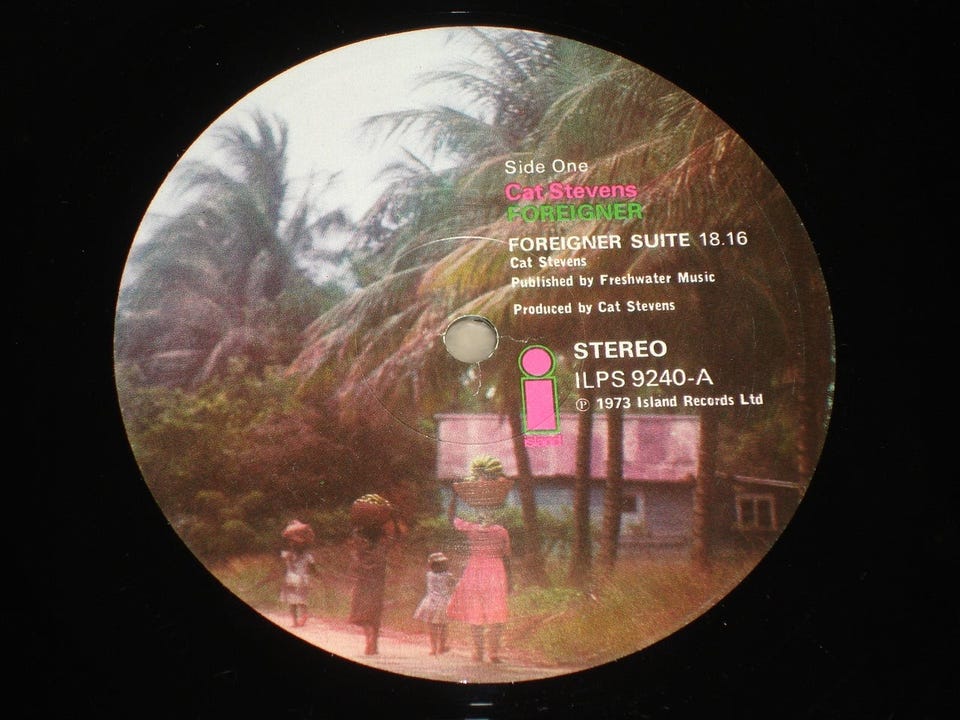 Side One
Cat Stevens
FOREIGNER
FOREIGNER SUITE 18.16
Cat Stevens
Published by Freshwater Music
Produced by Cat Stevens
STEREO
ILPS 9240-A
℗ 1973 Island Records Ltd
island